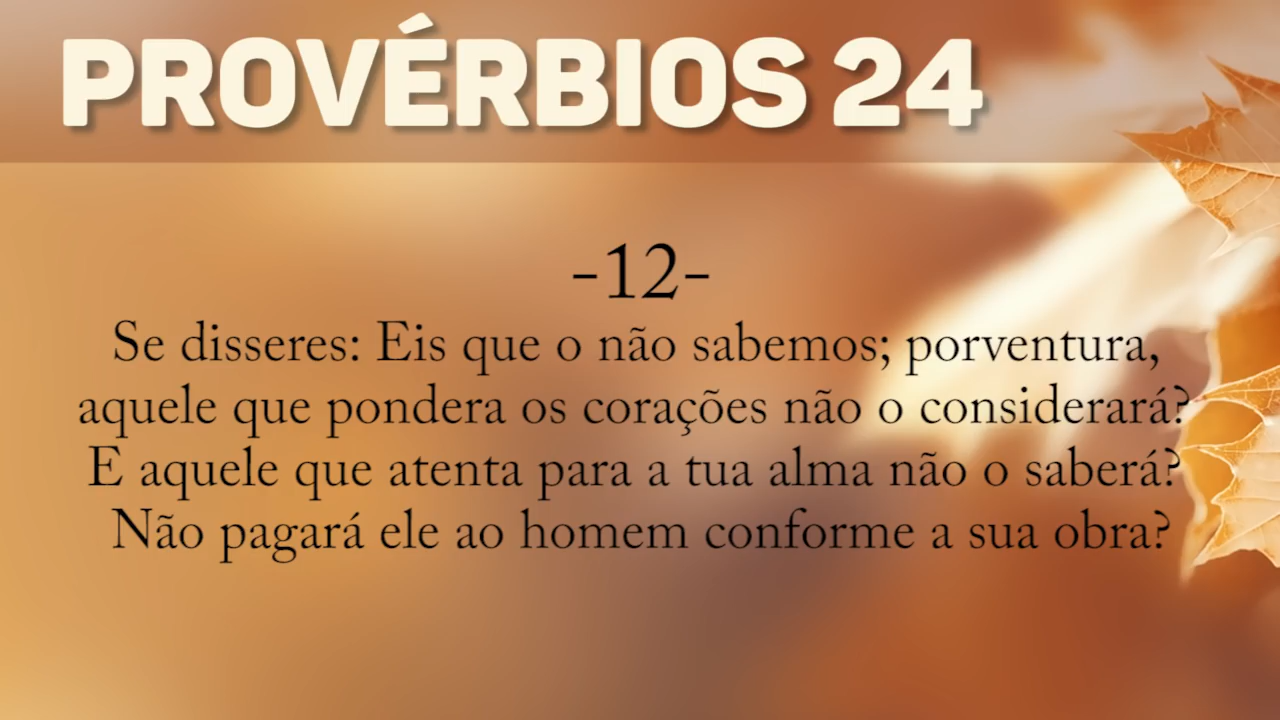 PROVÉRBIOS 24
-12-
Se disseres: Eis que o não sabemos; porventura,
aquele que pondera os corações não o considerará?
E aquele que atenta para a tua alma não o saberá?
Não pagará ele ao homem conforme a sua obra?